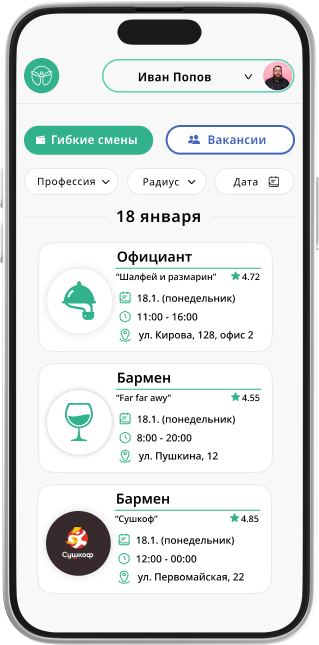 Иван Попов
Гибкие смены
Вакансии
Профессия
Радиус
Дата
18 января
Официант
“Шалфей и размарин”
4.72
18.1. (понедельник)
11:00 - 16:00
ул. Кирова, 128, офис 2
Бармен
“Far far awy”
4.55
18.1. (понедельник)
8:00 - 20:00
ул. Пушкина, 12
Бармен
“Сушкоф”
4.85
Сушкоф
18.1. (понедельник)
12:00 - 00:00
ул. Первомайская, 22